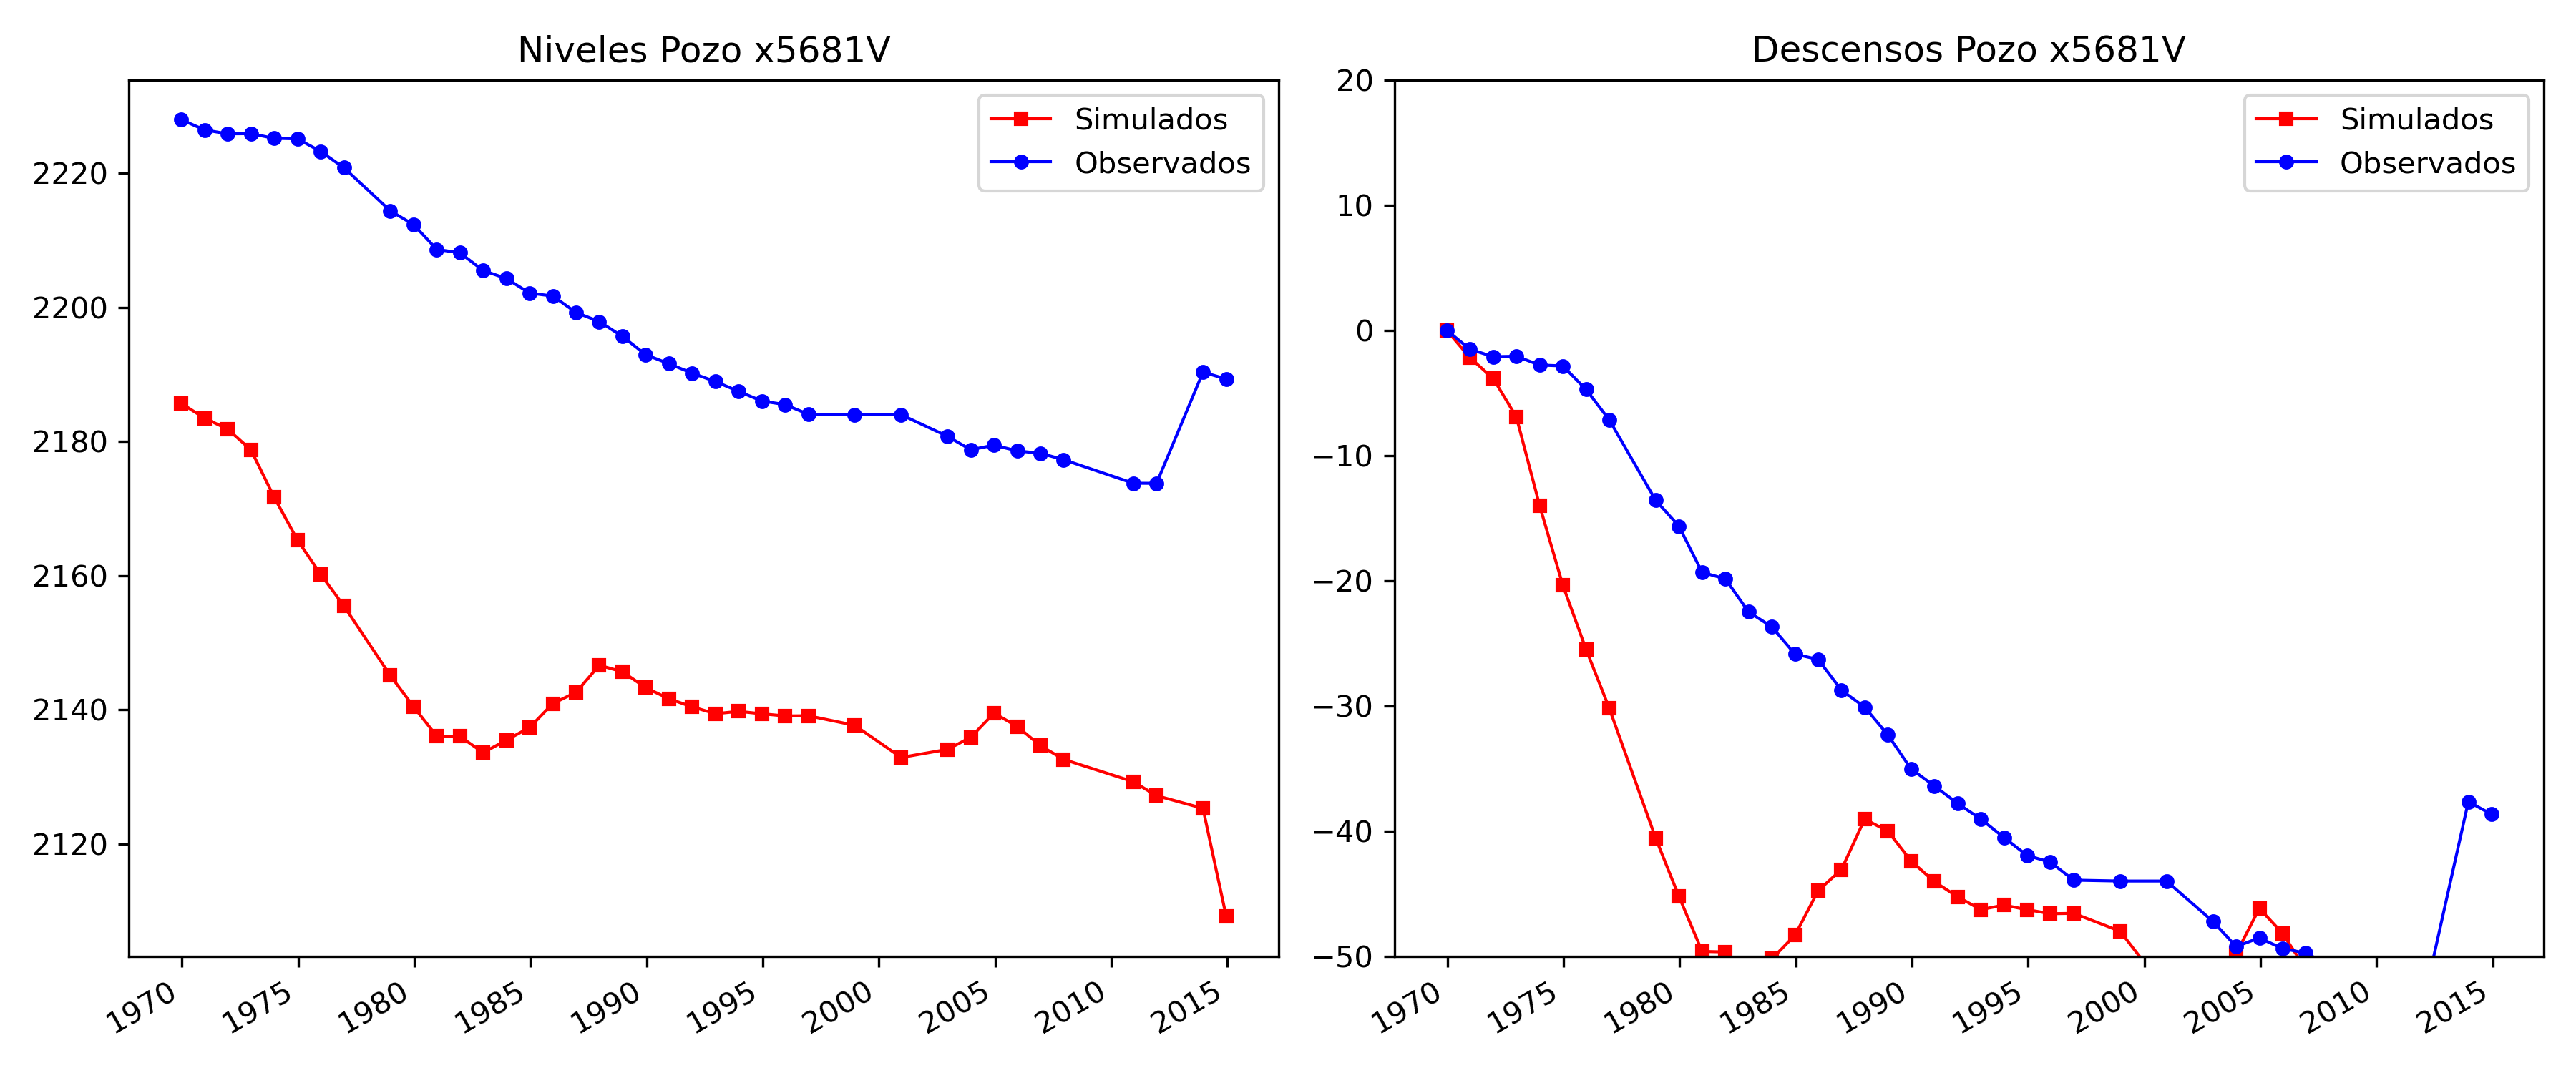 Niveles Pozo x5681V
Simulados
Observados
2220
2200
2180
2160
2140
2120
1970 1975 1980 1985 1990 1995 2000 2005 2010 2015
Descensos Pozo x5681V
Simulados
Observados
20
10
0
−10
−20
−30
−40
−50
1970 1975 1980 1985 1990 1995 2000 2005 2010 2015